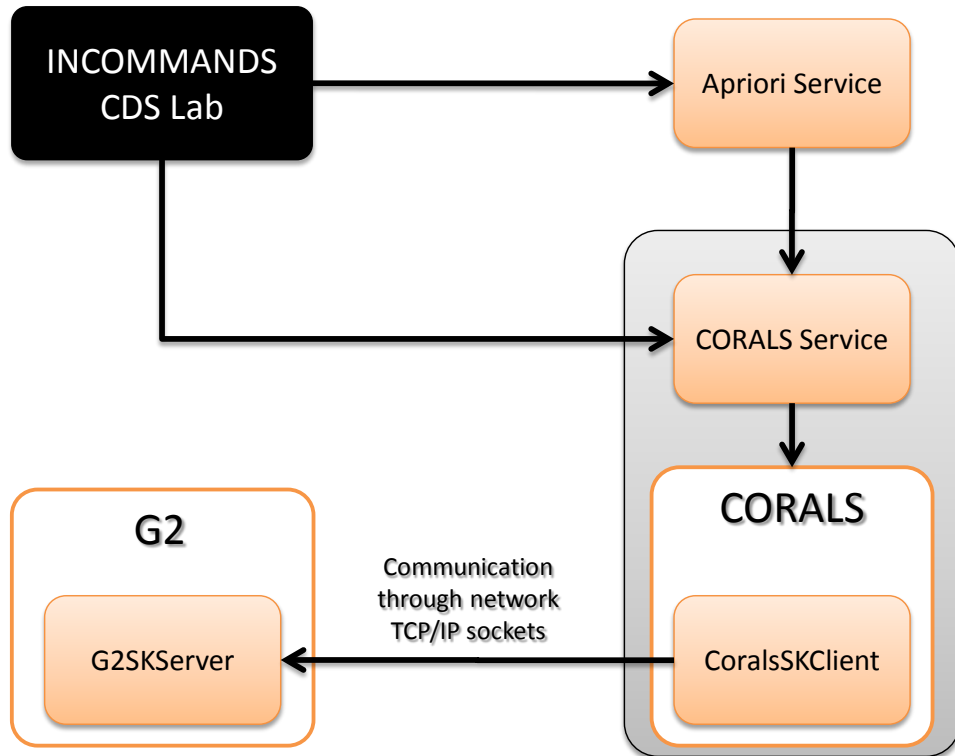 INCOMMANDS
CDS Lab
Apriori Service
CORALS Service
CORALS
G2
Communication
through network
TCP/IP sockets
G2SKServer
CoralsSKClient